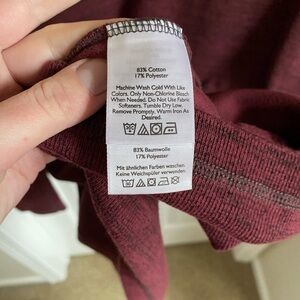 83% Cotton
17% Polyester
Machine Wash Cold With Like
Colors. Only Non-Chlorine Bleach
When Needed. Do Not Use Fabric
Softeners. Tumble Dry Low.
Remove Promptly. Warm Iron As
Desired.
83% Baumwolle
17% Polyester
Mit ähnlichen Farben waschen.
Keine Weichspüler verwenden!